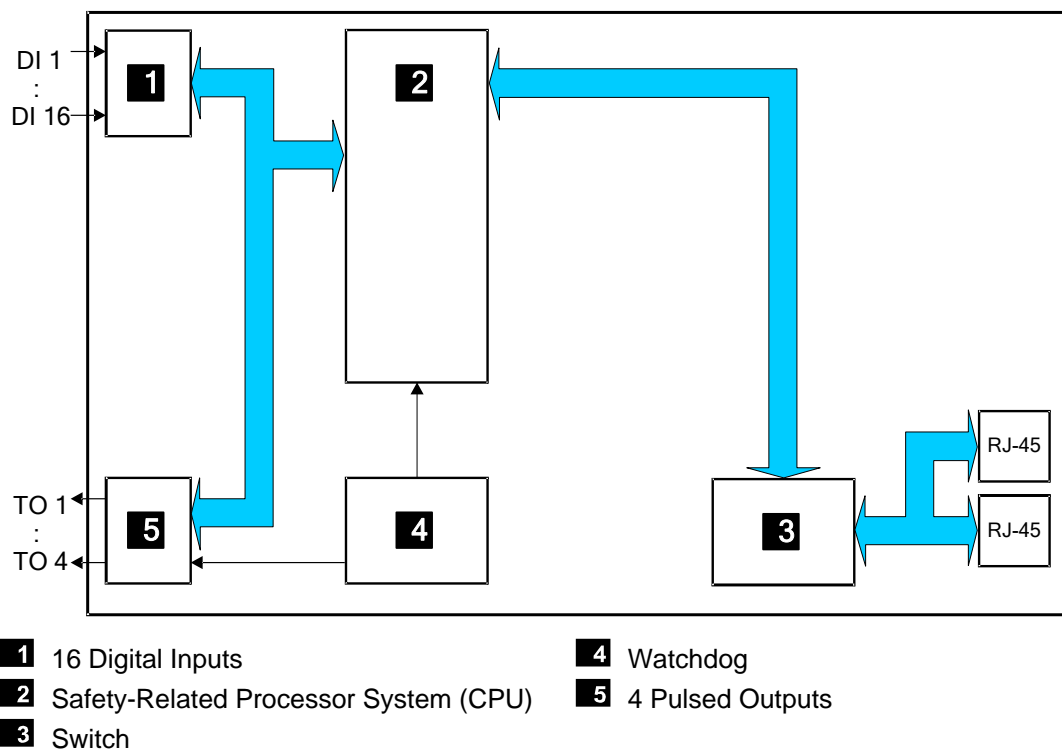 DI 1
:
DI 16
1
2
RJ-45
RJ-45
TO 1
:
TO 4
5
4
3
1 16 Digital Inputs
2 Safety-Related Processor System (CPU)
3 Switch
4 Watchdog
5 4 Pulsed Outputs